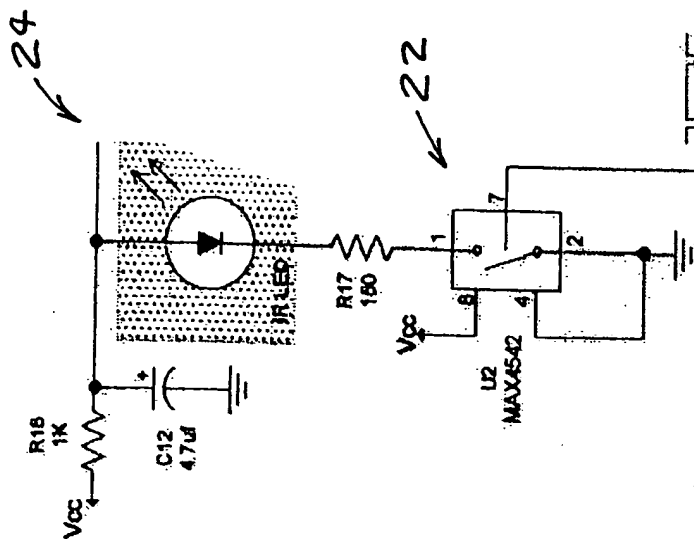 24
R18
1K
Vcc
C12
4.7uf
+
IR LED
R17
180
22
Vcc
8
1
7
4
2
U2
MAX4542